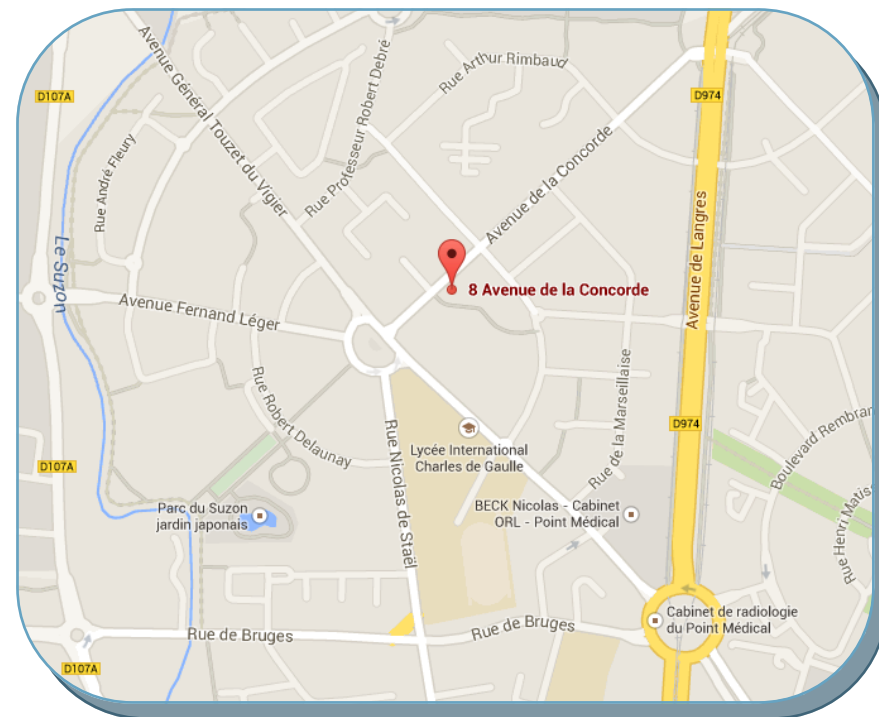 Avenue Général Touzet du Vigier
Rue Professeur Robert Debré
Rue Arthur Rimbaud
D107A
D974
Rue André Fleury
Avenue de la Concorde
Le Suzon
Avenue de Langres
8 Avenue de la Concorde
Avenue Fernand Léger
Rue Robert Delaunay
Rue de la Marseillaise
Rue Nicolas de Staël
D974
Boulevard Rembran
Lycée International
Charles de Gaulle
D107A
Rue Henri Matiss
Parc du Suzon
jardin japonais
BECK Nicolas - Cabinet
ORL - Point Médical
Cabinet de radiologie
du Point Médical
Rue de Bruges
Rue de Bruges
D107A